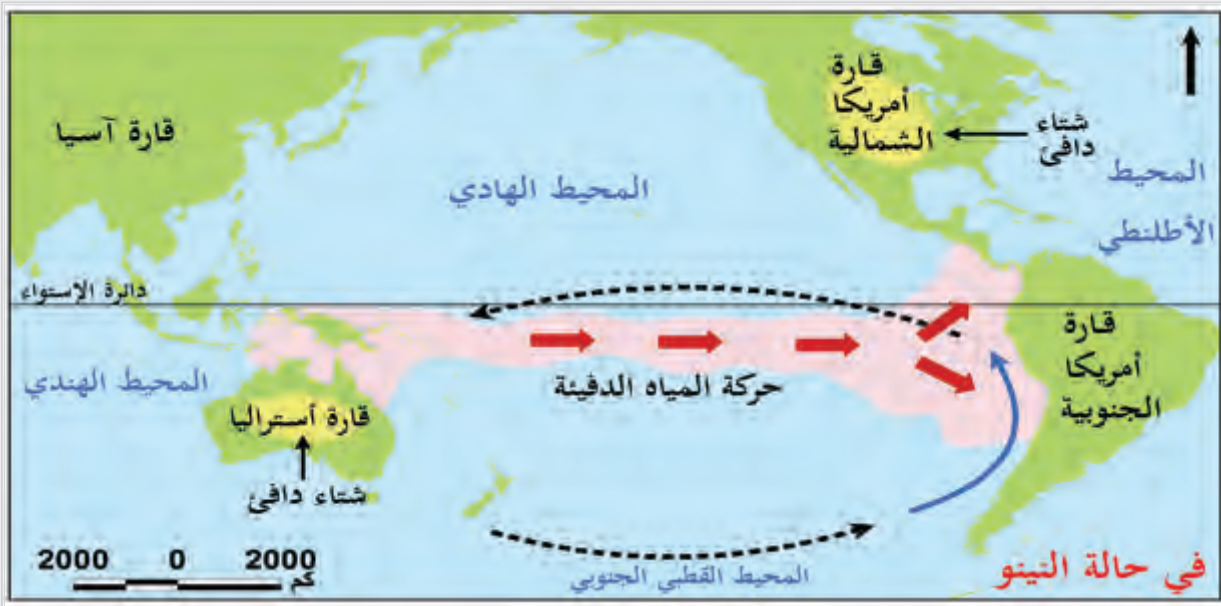 قارة
أمريكا
الشمالية
شتاء
دافئ
قارة آسيا
المحيط
الأطلنطي
المحيط الهادي
دائرة الإستواء
قارة
أمريكا
الجنوبية
المحيط الهندي
حركة المياه الدفيئة
قارة أستراليا
شتاء دافئ
2000 0 2000
كم
المحيط القطبي الجنوبي
في حالة النينو